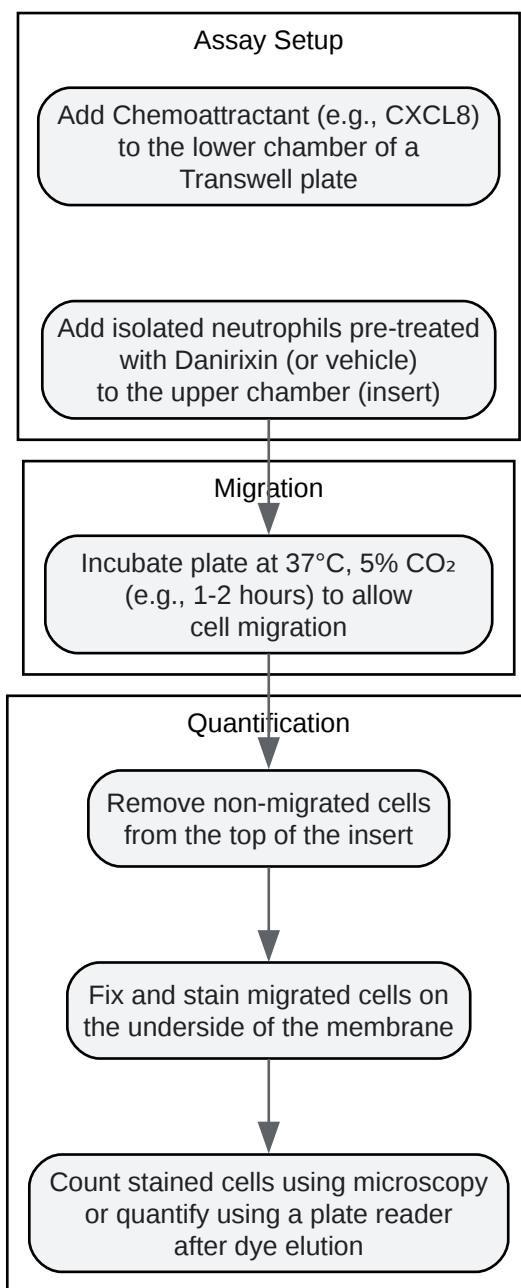 Assay Setup
Add Chemoattractant (e.g., CXCL8)
to the lower chamber of a
Transwell plate
Add isolated neutrophils pre-treated
with Danirixin (or vehicle)
to the upper chamber (insert)
Migration
Incubate plate at 37°C, 5% CO₂
(e.g., 1-2 hours) to allow
cell migration
Quantification
Remove non-migrated cells
from the top of the insert
Fix and stain migrated cells on
the underside of the membrane
Count stained cells using microscopy
or quantify using a plate reader
after dye elution